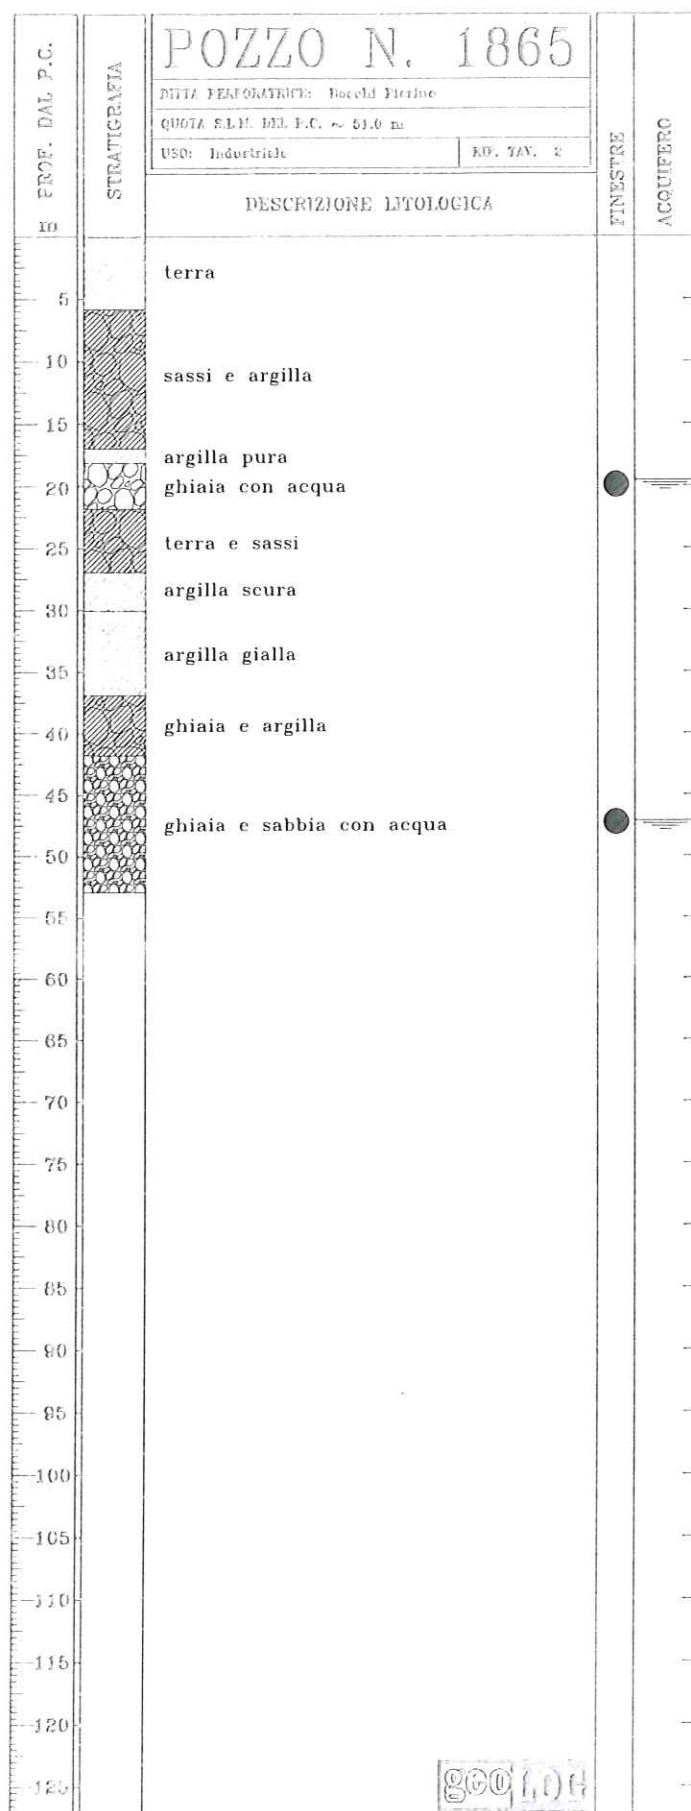 PROF. DAL P.C.
m
STRATIGRAFIA
POZZO N. 1865
DITTA PERFORATRICE:
QUOTA S.L.M. DEL P.C. ~ 51.0 m
USO: Industriale
RIF. TAV. 2
DESCRIZIONE LITOLOGICA
FINESTRE
ACQUIFERO
terra
5
10
sassi e argilla
15
argilla pura
20
ghiaia con acqua
25
terra e sassi
argilla scura
30
argilla gialla
35
40
ghiaia e argilla
45
ghiaia e sabbia con acqua
50
55
60
65
70
75
80
85
90
95
100
105
110
115
120
125
geo